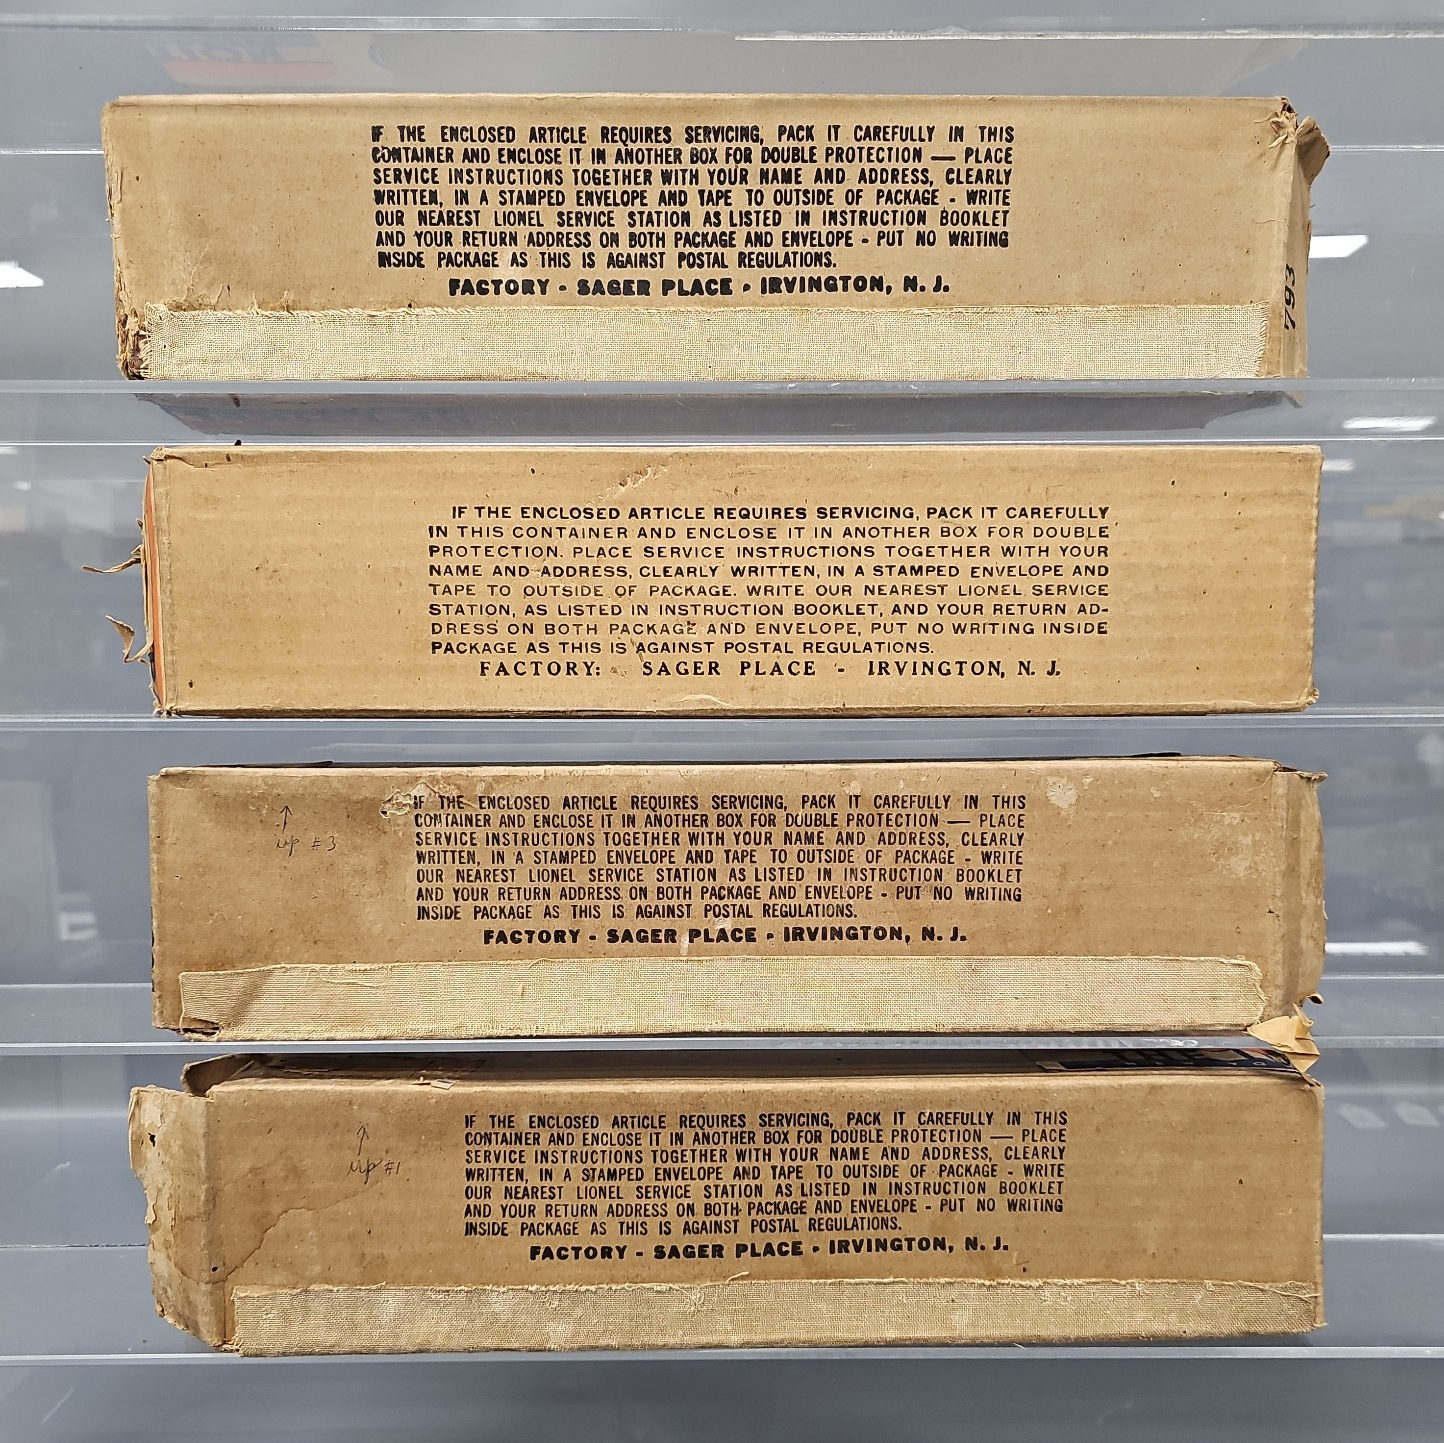 IF THE ENCLOSED ARTICLE REQUIRES SERVICING, PACK IT CAREFULLY IN THIS
CONTAINER AND ENCLOSE IT IN ANOTHER BOX FOR DOUBLE PROTECTION — PLACE
SERVICE INSTRUCTIONS TOGETHER WITH YOUR NAME AND ADDRESS, CLEARLY
WRITTEN, IN A STAMPED ENVELOPE AND TAPE TO OUTSIDE OF PACKAGE - WRITE
OUR NEAREST LIONEL SERVICE STATION AS LISTED IN INSTRUCTION BOOKLET
AND YOUR RETURN ADDRESS ON BOTH PACKAGE AND ENVELOPE - PUT NO WRITING
INSIDE PACKAGE AS THIS IS AGAINST POSTAL REGULATIONS.
FACTORY - SAGER PLACE - IRVINGTON, N. J.
793
IF THE ENCLOSED ARTICLE REQUIRES SERVICING, PACK IT CAREFULLY
IN THIS CONTAINER AND ENCLOSE IT IN ANOTHER BOX FOR DOUBLE
PROTECTION. PLACE SERVICE INSTRUCTIONS TOGETHER WITH YOUR
NAME AND ADDRESS, CLEARLY WRITTEN, IN A STAMPED ENVELOPE AND
TAPE TO OUTSIDE OF PACKAGE. WRITE OUR NEAREST LIONEL SERVICE
STATION, AS LISTED IN INSTRUCTION BOOKLET, AND YOUR RETURN AD-
DRESS ON BOTH PACKAGE AND ENVELOPE, PUT NO WRITING INSIDE
PACKAGE AS THIS IS AGAINST POSTAL REGULATIONS.
FACTORY: SAGER PLACE - IRVINGTON, N. J.
up #3
IF THE ENCLOSED ARTICLE REQUIRES SERVICING, PACK IT CAREFULLY IN THIS
CONTAINER AND ENCLOSE IT IN ANOTHER BOX FOR DOUBLE PROTECTION — PLACE
SERVICE INSTRUCTIONS TOGETHER WITH YOUR NAME AND ADDRESS, CLEARLY
WRITTEN, IN A STAMPED ENVELOPE AND TAPE TO OUTSIDE OF PACKAGE - WRITE
OUR NEAREST LIONEL SERVICE STATION AS LISTED IN INSTRUCTION BOOKLET
AND YOUR RETURN ADDRESS ON BOTH PACKAGE AND ENVELOPE - PUT NO WRITING
INSIDE PACKAGE AS THIS IS AGAINST POSTAL REGULATIONS.
FACTORY - SAGER PLACE - IRVINGTON, N. J.
up #1
IF THE ENCLOSED ARTICLE REQUIRES SERVICING, PACK IT CAREFULLY IN THIS
CONTAINER AND ENCLOSE IT IN ANOTHER BOX FOR DOUBLE PROTECTION — PLACE
SERVICE INSTRUCTIONS TOGETHER WITH YOUR NAME AND ADDRESS, CLEARLY
WRITTEN, IN A STAMPED ENVELOPE AND TAPE TO OUTSIDE OF PACKAGE - WRITE
OUR NEAREST LIONEL SERVICE STATION AS LISTED IN INSTRUCTION BOOKLET
AND YOUR RETURN ADDRESS ON BOTH PACKAGE AND ENVELOPE - PUT NO WRITING
INSIDE PACKAGE AS THIS IS AGAINST POSTAL REGULATIONS.
FACTORY - SAGER PLACE - IRVINGTON, N. J.